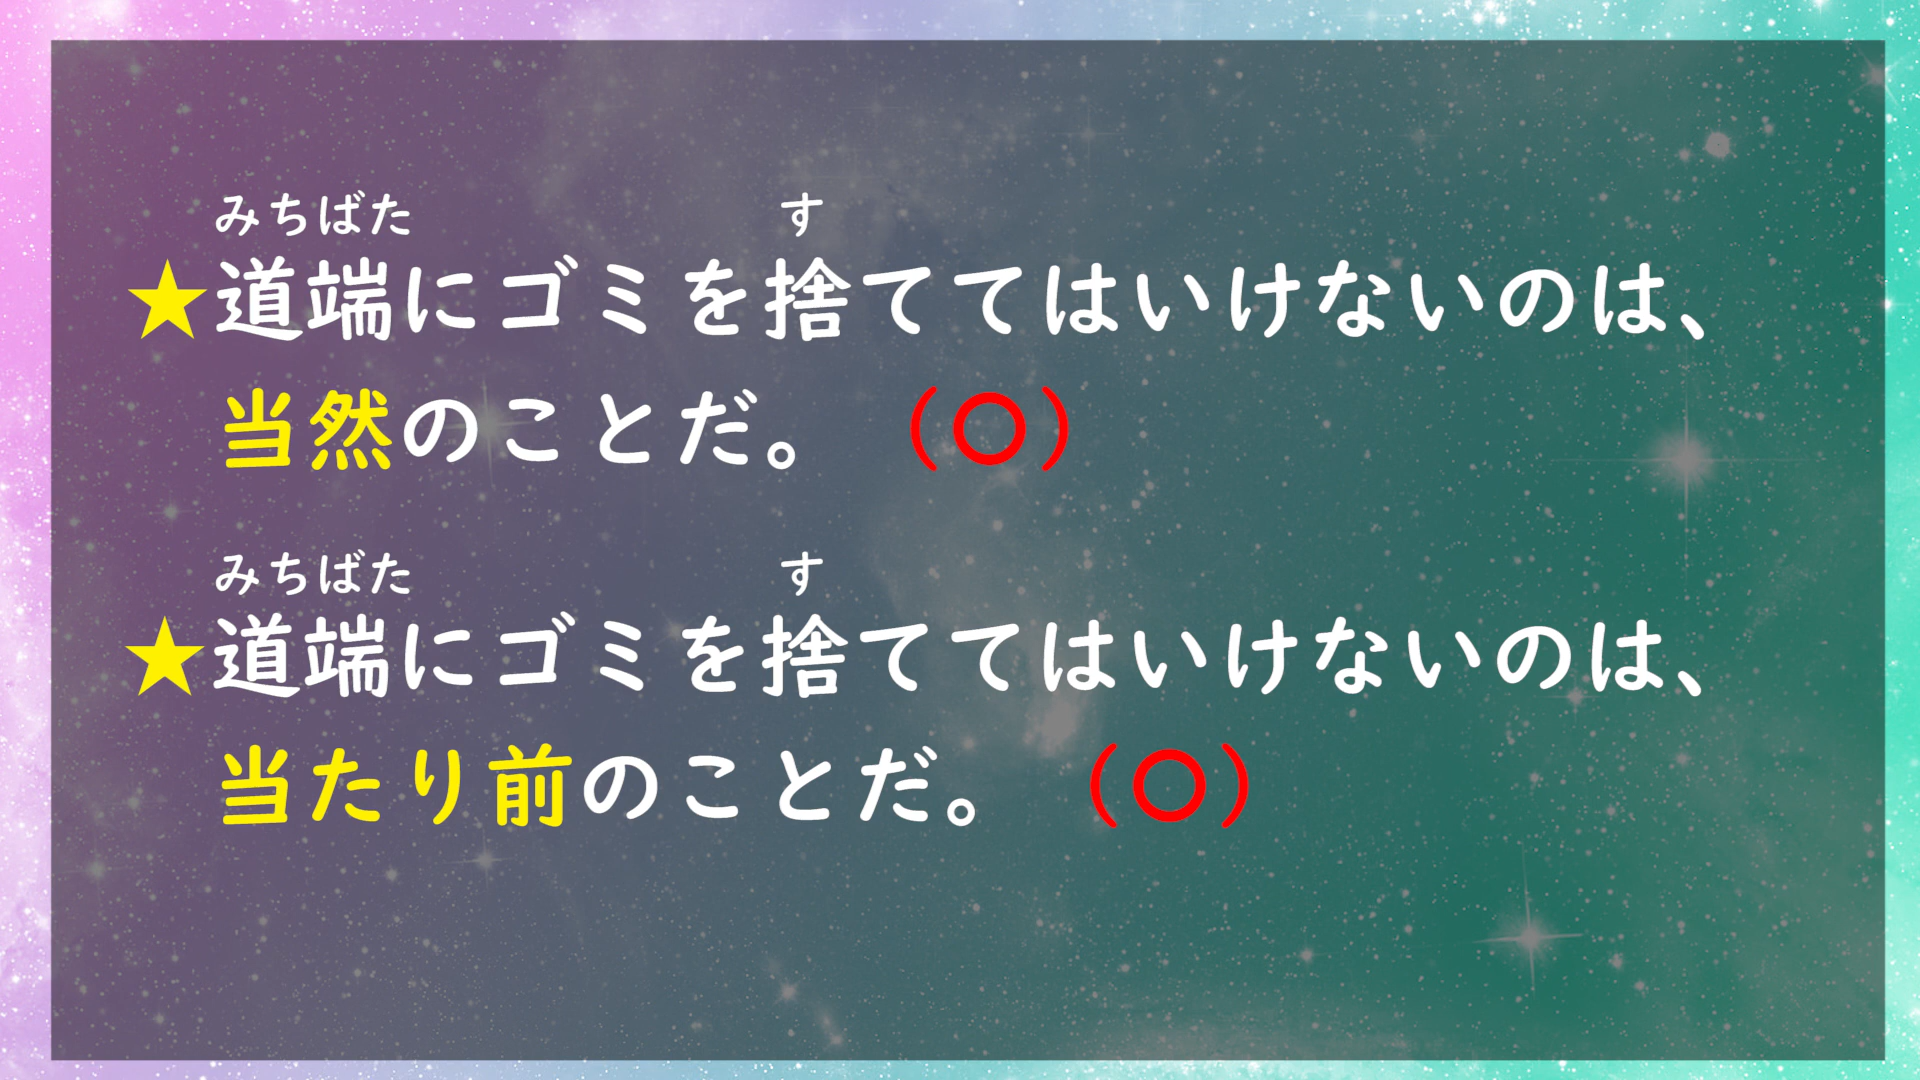 みちばた　す
★道端にゴミを捨ててはいけないのは、
当然のことだ。（○）
みちばた　す
★道端にゴミを捨ててはいけないのは、
当たり前のことだ。（○）